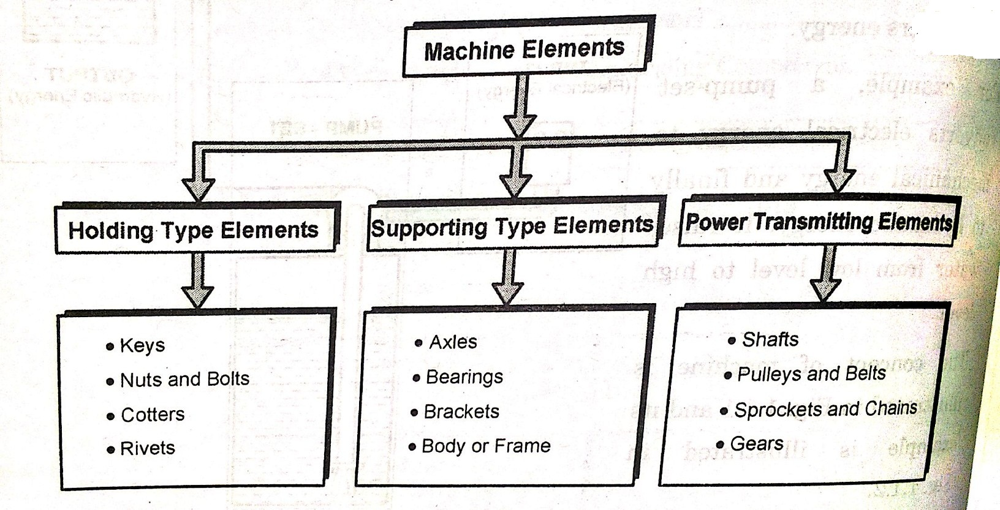 Machine Elements
Holding Type Elements
Supporting Type Elements
Power Transmitting Elements
• Keys
• Nuts and Bolts
• Cotters
• Rivets
• Axles
• Bearings
• Brackets
• Body or Frame
• Shafts
• Pulleys and Belts
• Sprockets and Chains
• Gears